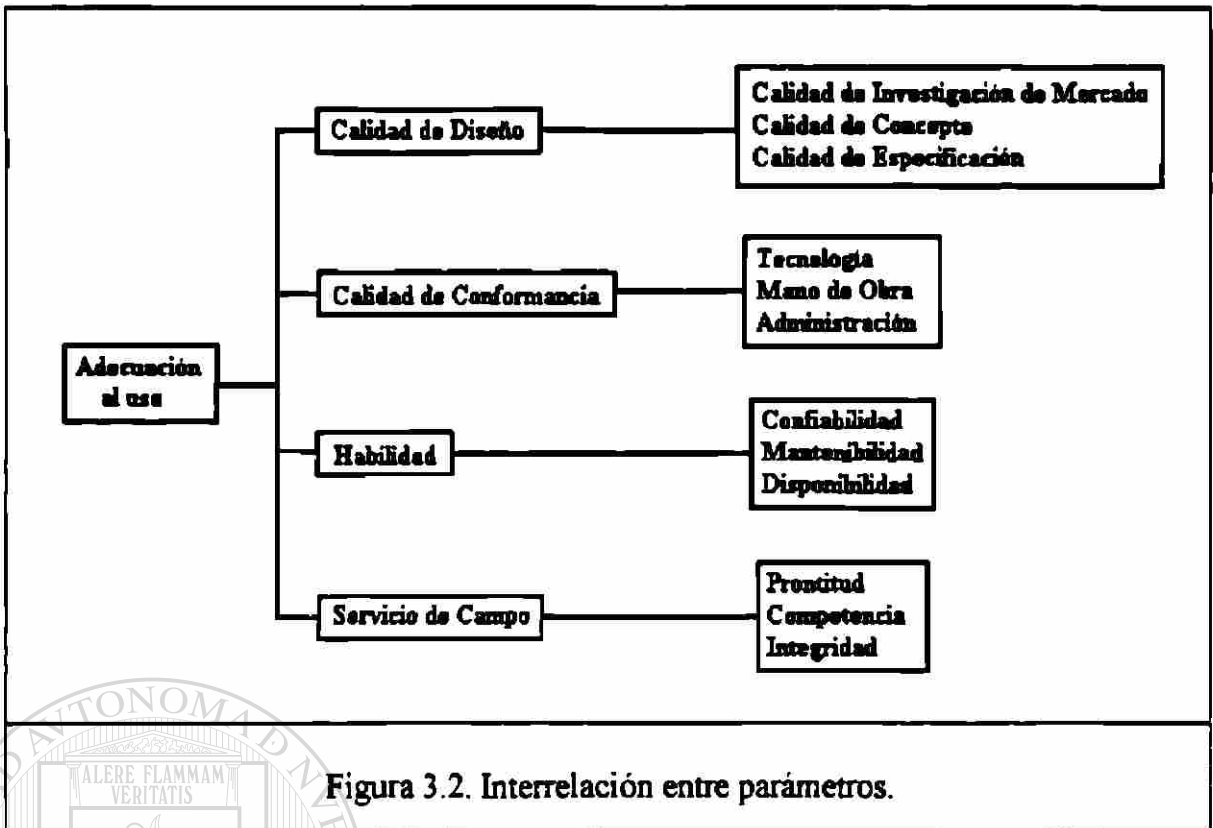 Calidad de Diseño
Calidad de Investigación de Mercado
Calidad de Concepto
Calidad de Especificación
Calidad de Conformancia
Tecnología
Mano de Obra
Administración
Adecuación
al uso
Habilidad
Confiabilidad
Mantenibilidad
Disponibilidad
Servicio de Campo
Prontitud
Competencia
Integridad
Figura 3.2. Interrelación entre parámetros.
AVTONOMA
ALERE FLAMMAM
VERITATIS